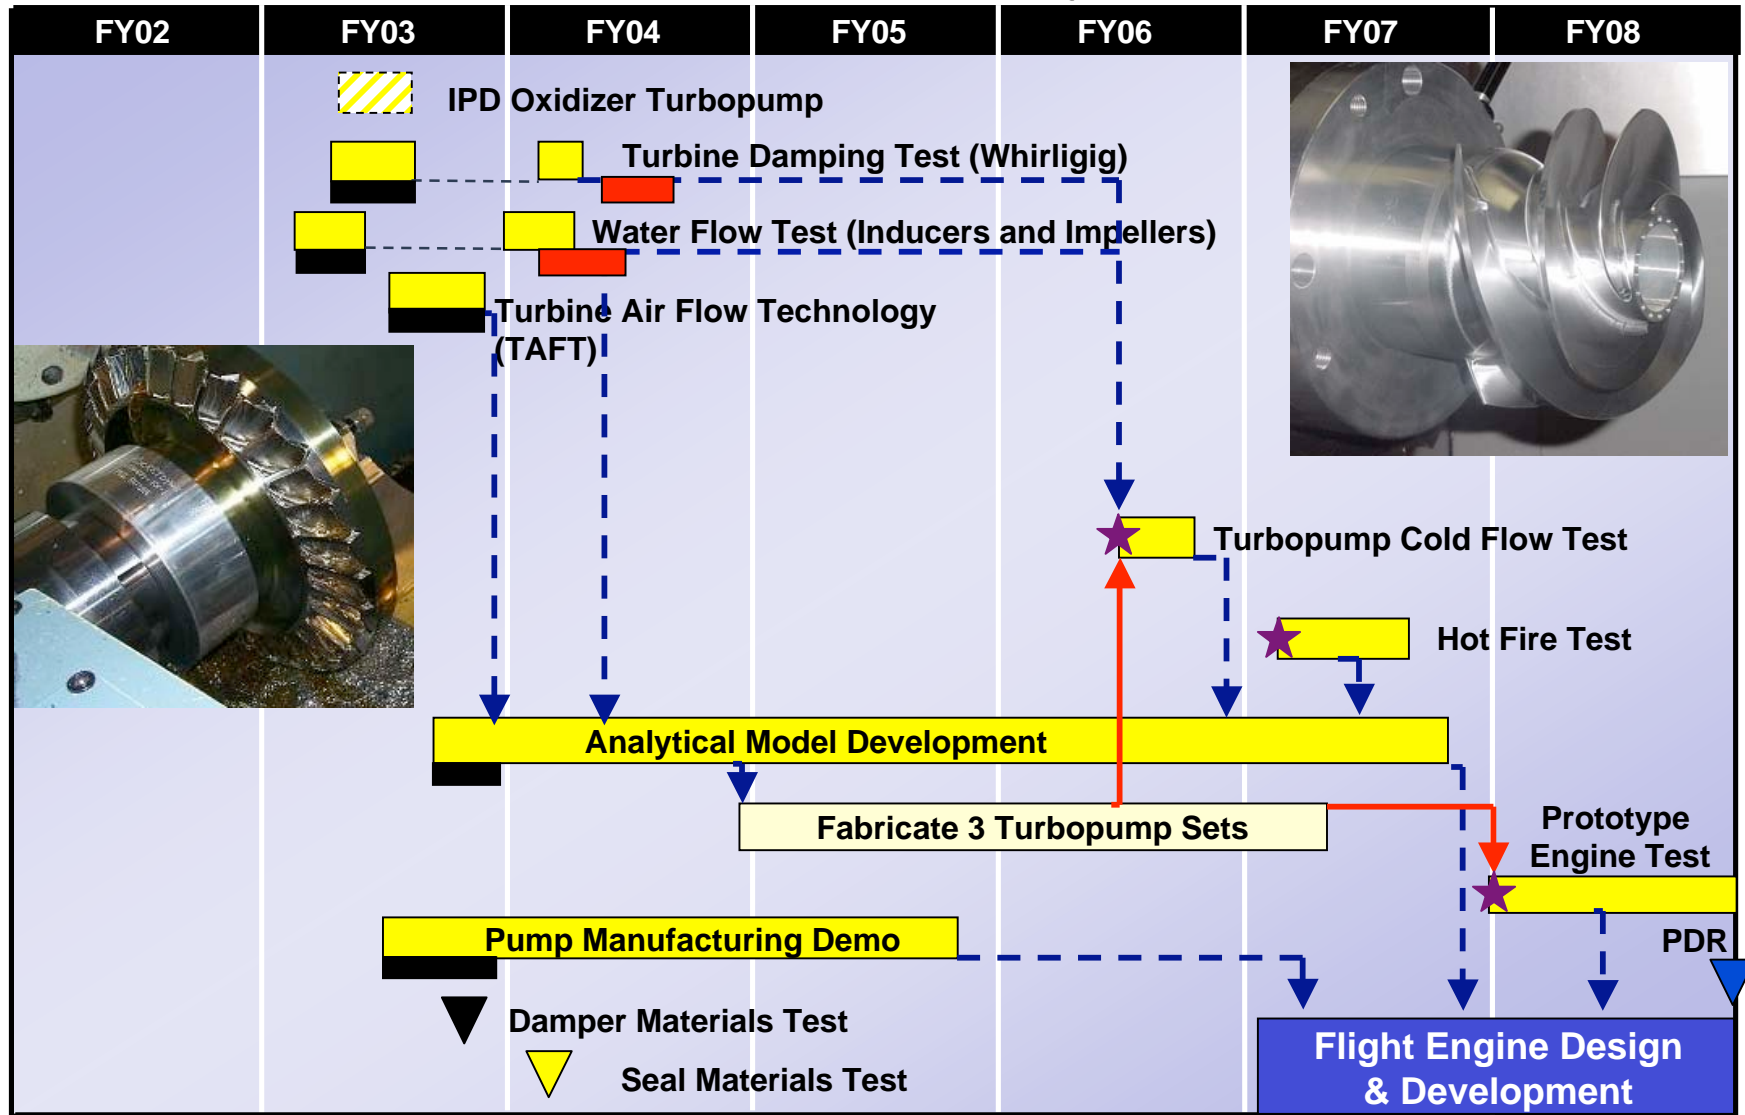 FY02 FY03 FY04 FY05 FY06 FY07 FY08
IPD Oxidizer Turbopump
Turbine Damping Test (Whirligig)
Water Flow Test (Inducers and Impellers)
Turbine Air Flow Technology
(TAFT)
Turbopump Cold Flow Test
Hot Fire Test
Analytical Model Development
Fabricate 3 Turbopump Sets
Prototype
Engine Test
Pump Manufacturing Demo
PDR
Damper Materials Test
Seal Materials Test
Flight Engine Design
& Development